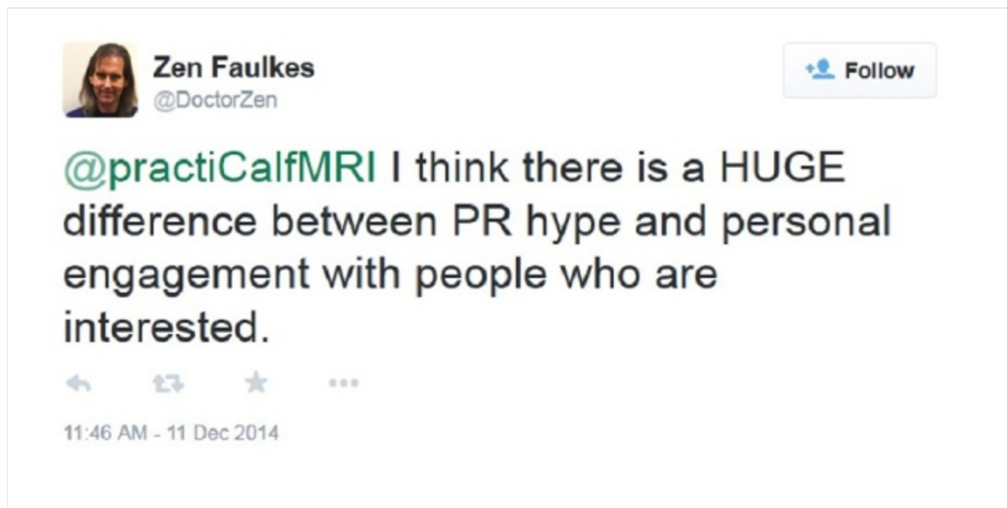 Zen Faulkes
@DoctorZen
Follow
@practiCalfMRI I think there is a HUGE
difference between PR hype and personal
engagement with people who are
interested.
11:46 AM - 11 Dec 2014